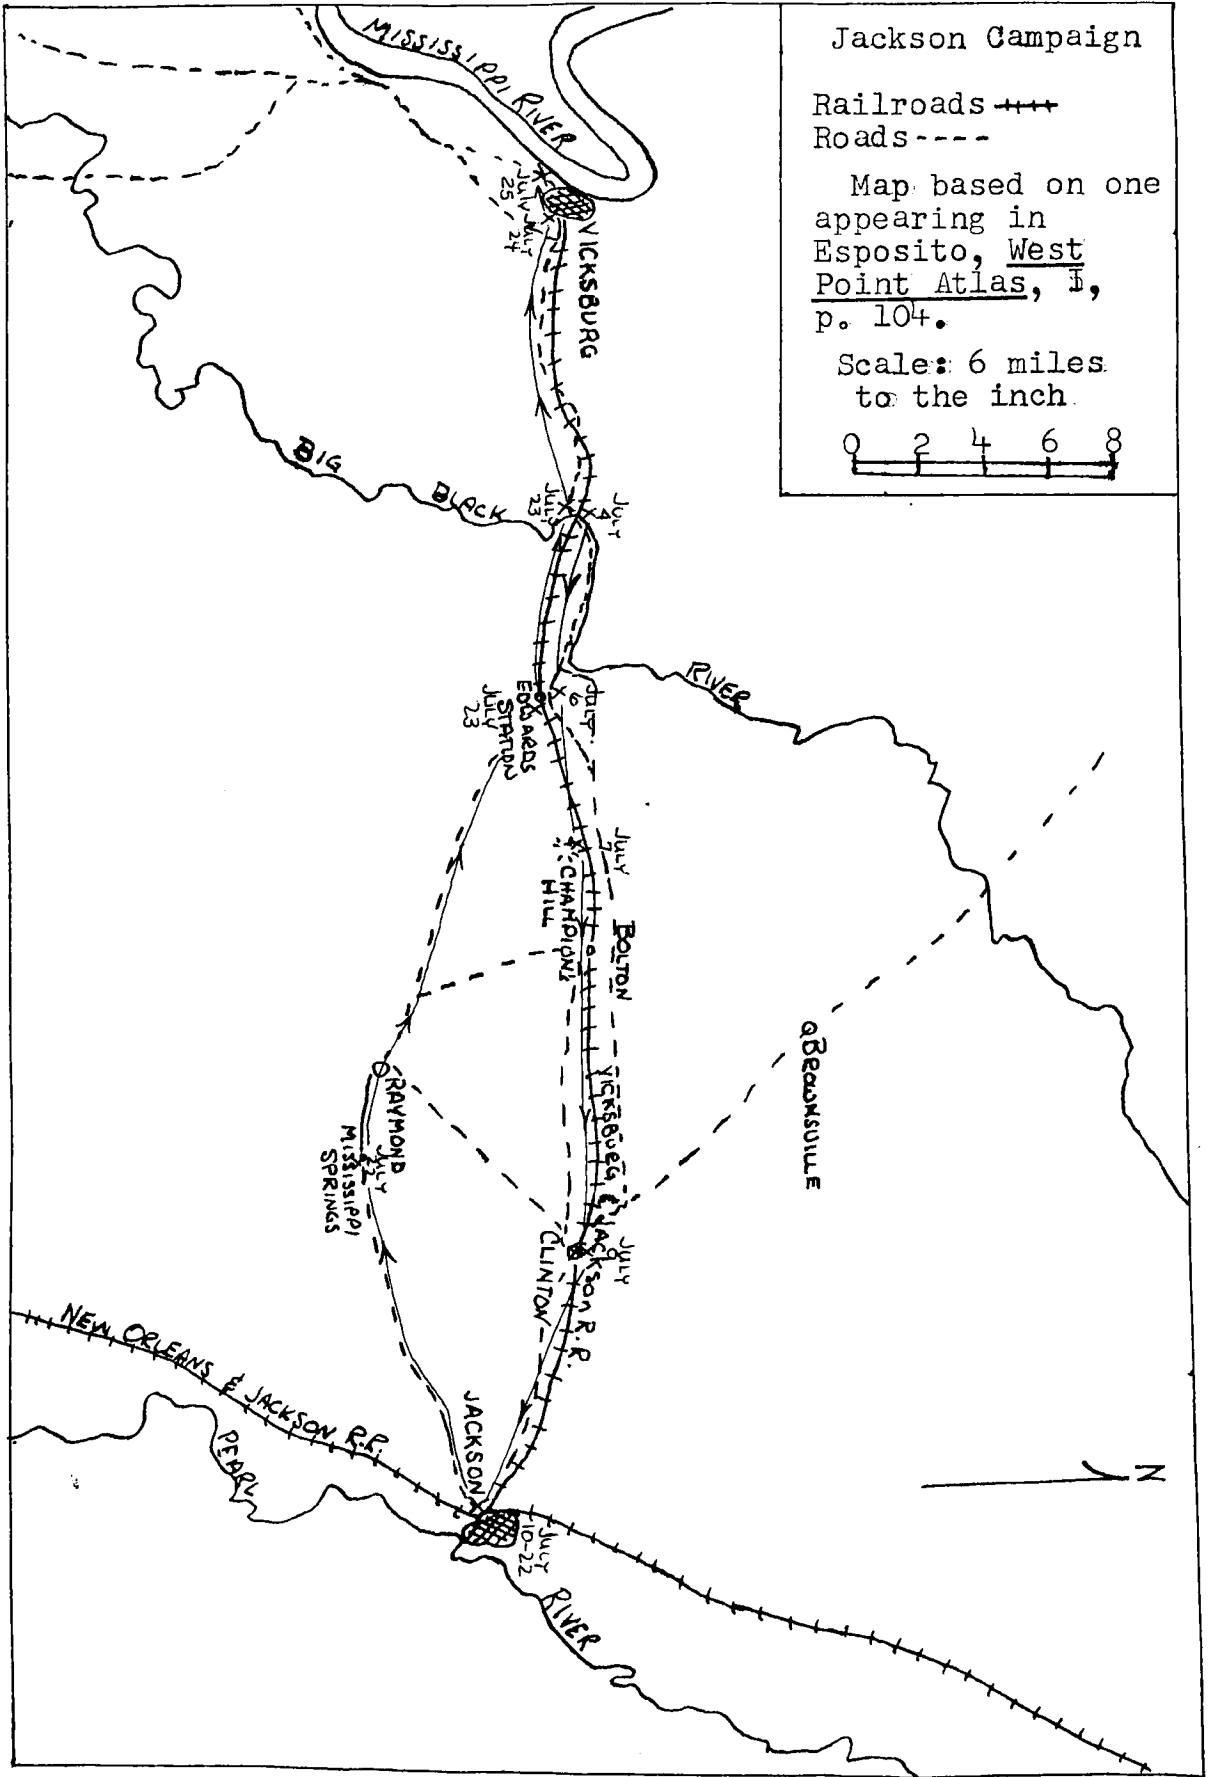 Jackson Campaign
Railroads
Roads
Map based on one
appearing in
Esposito, West
Point Atlas, I,
p. 104.
Scale: 6 miles
to the inch
0 2 4 6 8
MISSISSIPPI RIVER
JULY
25
JULY
24
VICKSBURG
BIG
BLACK
RIVER
JULY
23
JULY
4
JULY
6
EDWARDS
STATION
JULY
23
JULY
7
CHAMPIONS
HILL
BOLTON
BROWNSVILLE
VICKSBURG & JACKSON R.R.
RAYMOND
JULY
MISSISSIPPI
SPRINGS
JULY
CLINTON
NEW ORLEANS & JACKSON R.R.
JACKSON
JULY
10-22
PEARL
RIVER
N